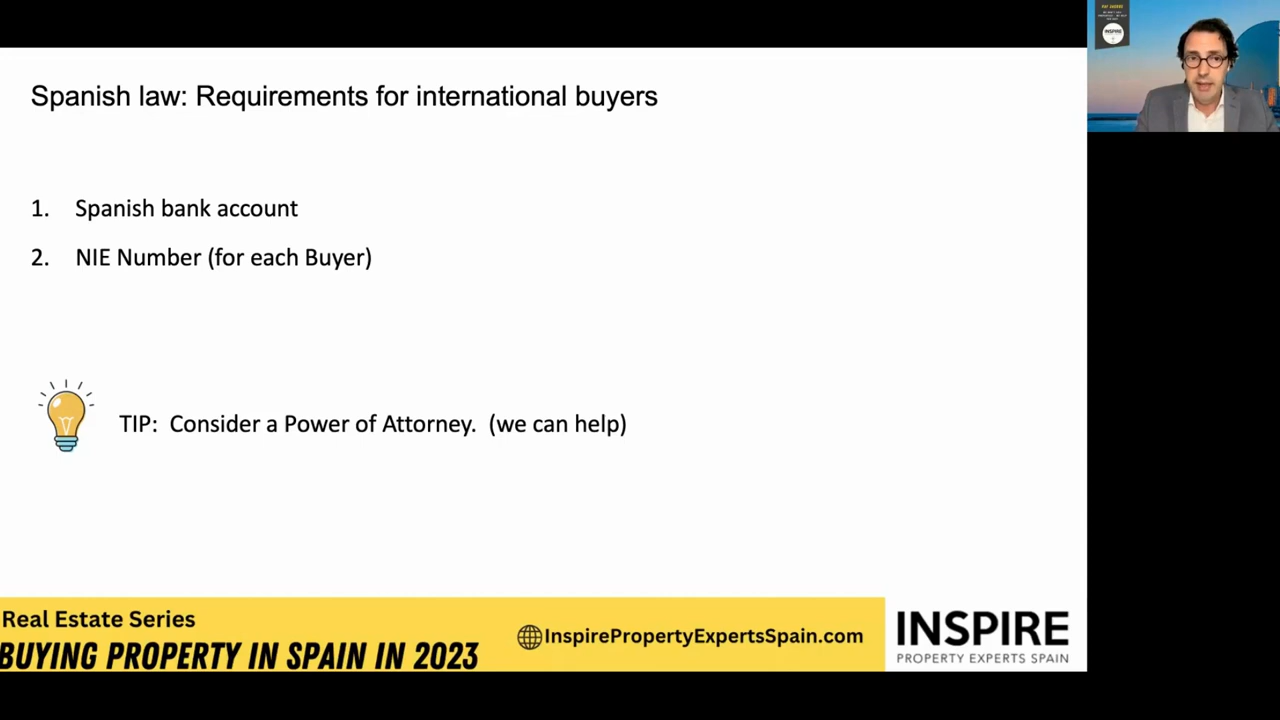 Spanish law: Requirements for international buyers
1. Spanish bank account
2. NIE Number (for each Buyer)
TIP: Consider a Power of Attorney. (we can help)
Real Estate Series
BUYING PROPERTY IN SPAIN IN 2023
InspirePropertyExpertsSpain.com
INSPIRE
PROPERTY EXPERTS SPAIN
INSPIRE